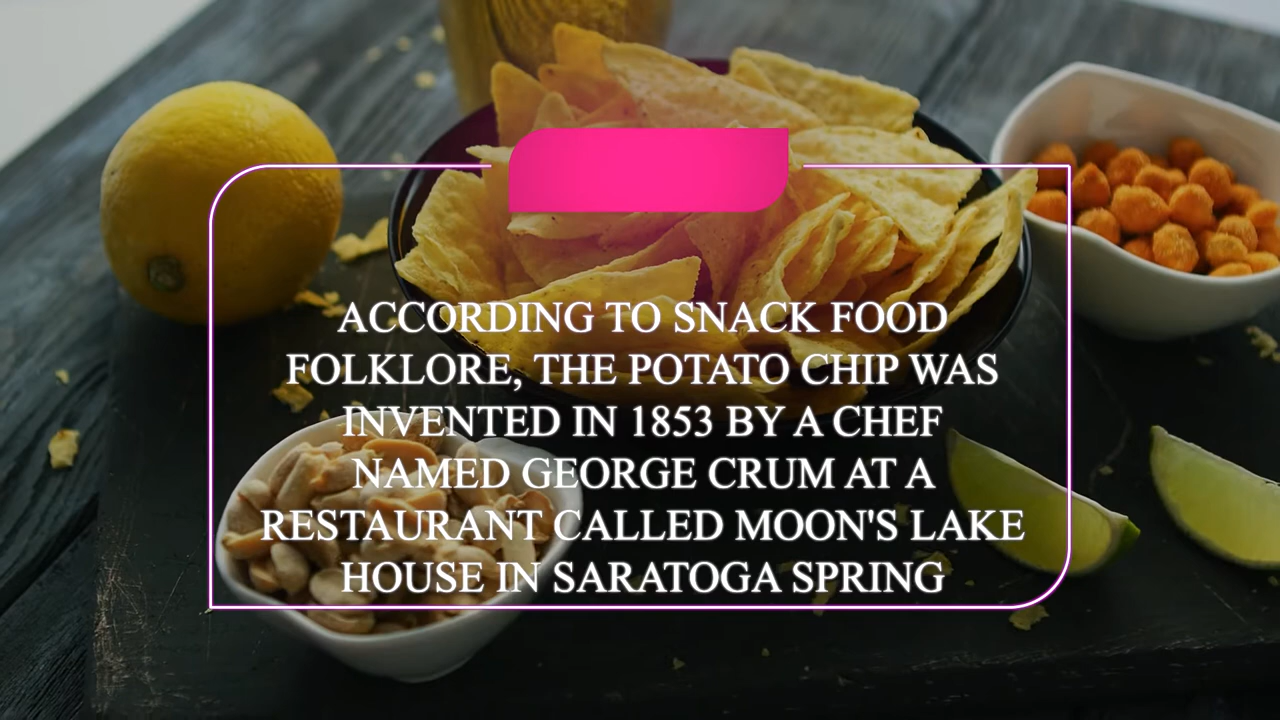 ACCORDING TO SNACK FOOD
FOLKLORE, THE POTATO CHIP WAS
INVENTED IN 1853 BY A CHEF
NAMED GEORGE CRUM AT A
RESTAURANT CALLED MOON'S LAKE
HOUSE IN SARATOGA SPRING